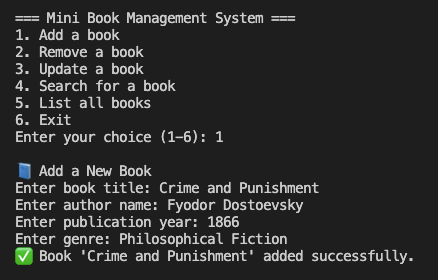 === Mini Book Management System ===
1. Add a book
2. Remove a book
3. Update a book
4. Search for a book
5. List all books
6. Exit
Enter your choice (1-6): 1
📘 Add a New Book
Enter book title: Crime and Punishment
Enter author name: Fyodor Dostoevsky
Enter publication year: 1866
Enter genre: Philosophical Fiction
✅ Book 'Crime and Punishment' added successfully.